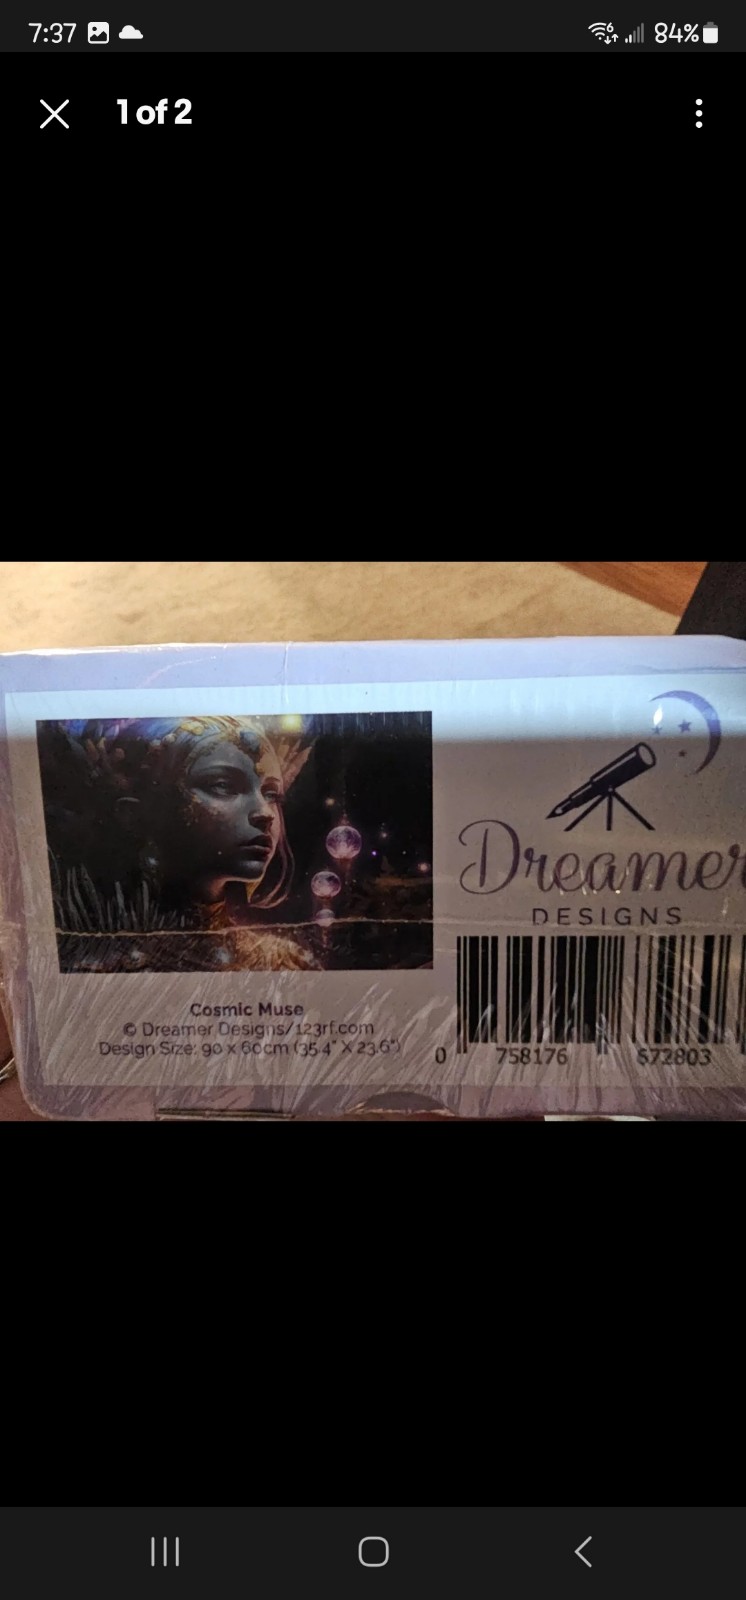 7:37
84%
1 of 2
Dreamer
DESIGNS
Cosmic Muse
© Dreamer Designs/123rf.com
Design Size: 90 x 60cm (35.4" X 23.6")
0 758176 672803